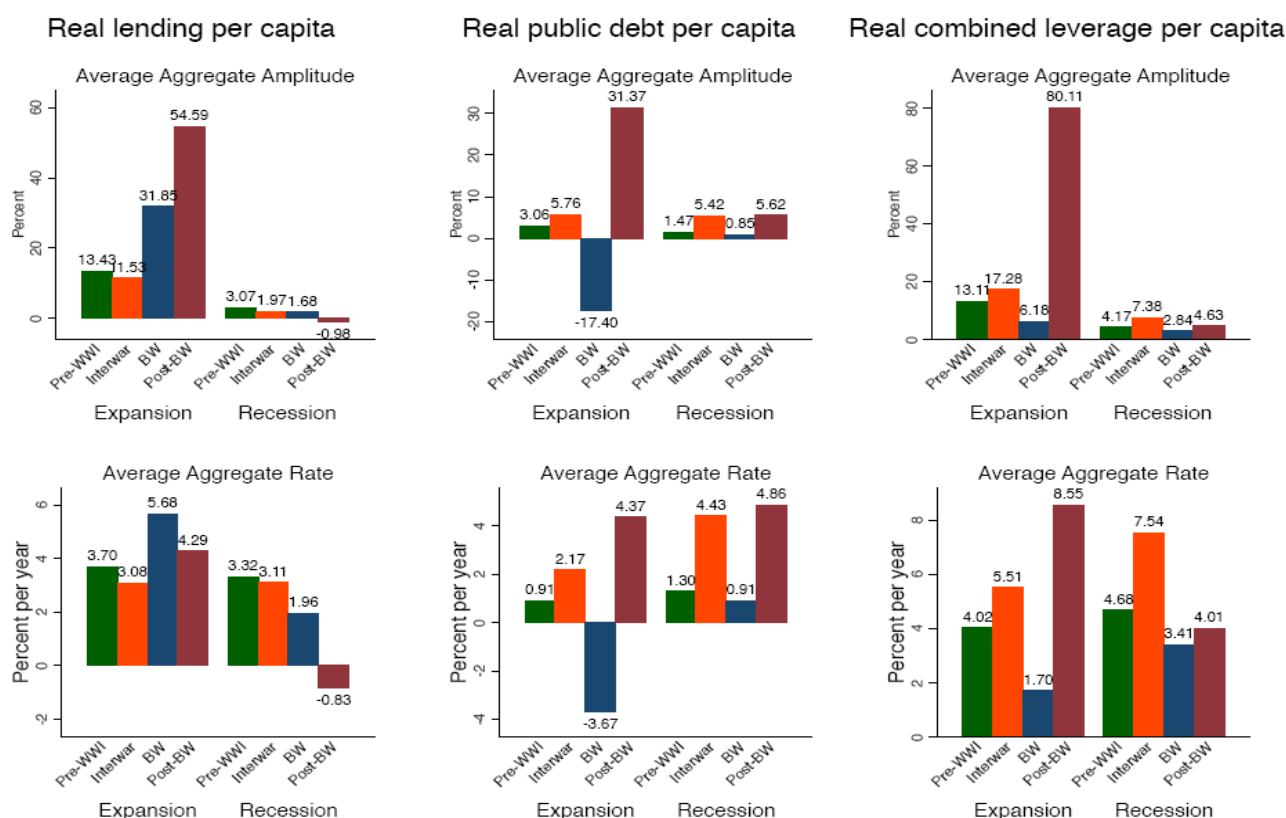 Real lending per capita
Average Aggregate Amplitude
Percent
60
40
20
0
13.43
11.53
31.85
54.59
3.07
1.97
1.68
-0.98
Pre-WWI
Interwar
BW
Post-BW
Pre-WWI
Interwar
BW
Post-BW
Expansion
Recession
Real public debt per capita
Average Aggregate Amplitude
Percent
30
20
10
0
-10
-20
3.06
5.76
-17.40
31.37
1.47
5.42
0.85
5.62
Pre-WWI
Interwar
BW
Post-BW
Pre-WWI
Interwar
BW
Post-BW
Expansion
Recession
Real combined leverage per capita
Average Aggregate Amplitude
Percent
80
60
40
20
0
13.11
17.28
6.18
80.11
4.17
7.38
2.84
4.63
Pre-WWI
Interwar
BW
Post-BW
Pre-WWI
Interwar
BW
Post-BW
Expansion
Recession
Average Aggregate Rate
Percent per year
6
4
2
0
-2
3.70
3.08
5.68
4.29
3.32
3.11
1.96
-0.83
Pre-WWI
Interwar
BW
Post-BW
Pre-WWI
Interwar
BW
Post-BW
Expansion
Recession
Average Aggregate Rate
Percent per year
4
2
0
-2
-4
0.91
2.17
-3.67
4.37
1.30
4.43
0.91
4.86
Pre-WWI
Interwar
BW
Post-BW
Pre-WWI
Interwar
BW
Post-BW
Expansion
Recession
Average Aggregate Rate
Percent per year
8
6
4
2
0
4.02
5.51
1.70
8.55
4.68
7.54
3.41
4.01
Pre-WWI
Interwar
BW
Post-BW
Pre-WWI
Interwar
BW
Post-BW
Expansion
Recession